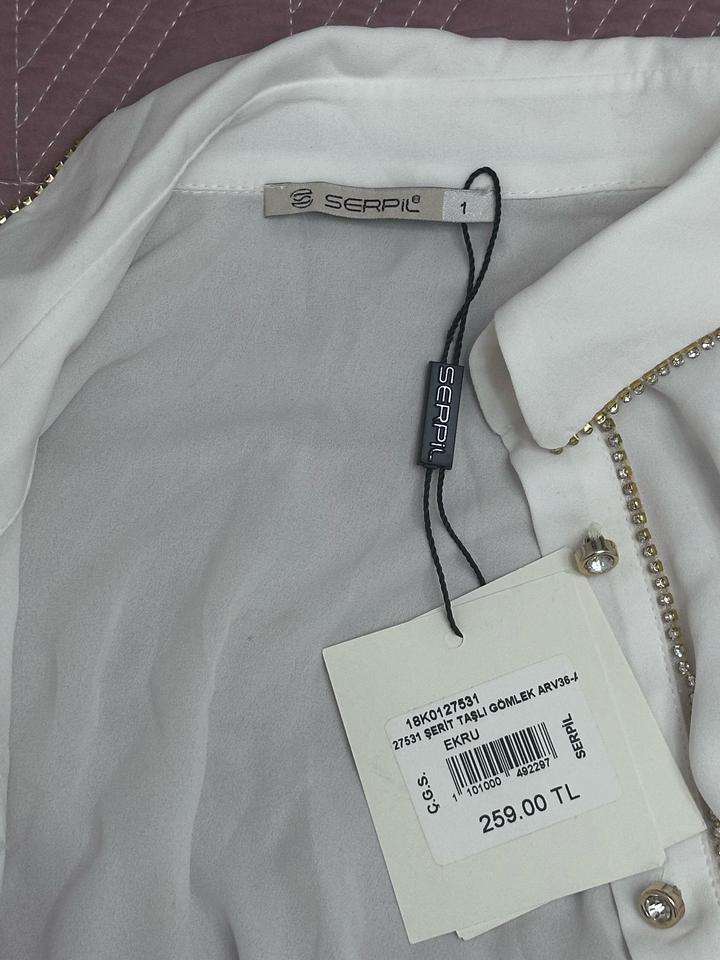 SERPİL®
1
SERPİL
18K0127531
27531 ŞERİT TAŞLI GÖMLEK ARV36-
EKRU
1 101000 492297
Ç.G.S.
SERPİL
259.00 TL